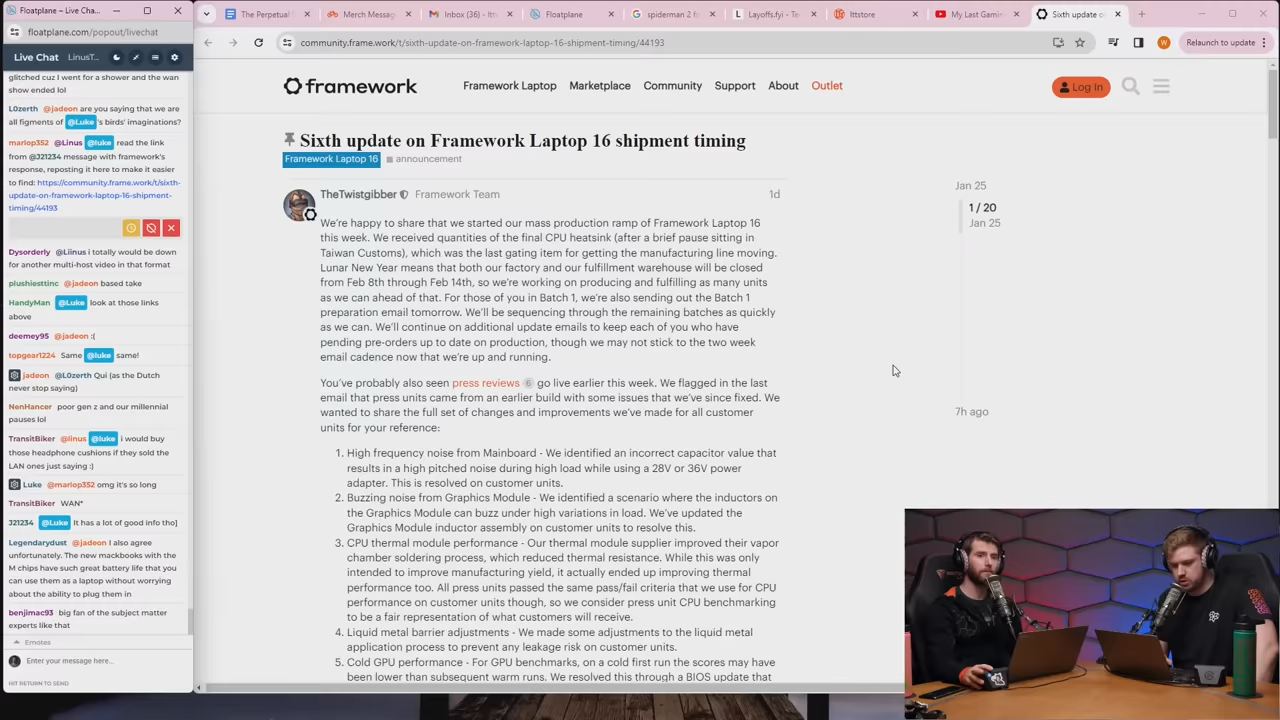 Floatplane – Live Chat...
floatplane.com/popout/livechat
Live Chat
LinusT...
glitched cuz I went for a shower and the wan
show ended lol
L0zerth @jadeon are you saying that we are
all figments of @Luke 's birds' imaginations?
marlop352 @Linus @luke read the link
from @J21234 message with framework's
response, reposting it here to make it easier
to find: https://community.frame.work/t/sixth-
update-on-framework-laptop-16-shipment-
timing/44193
Dysorderly @Liinus i totally would be down
for another multi-host video in that format
plushiesttinc @jadeon based take
HandyMan @Luke look at those links
above
deemey95 @jadeon :(
topgear1224 Same @luke same!
jadeon @L0zerth Qui (as the Dutch
never stop saying)
NenHancer poor gen z and our millennial
pauses lol
TransitBiker @linus @luke i would buy
those headphone cushions if they sold the
LAN ones just saying :)
Luke @marlop352 omg it's so long
TransitBiker WAN*
J21234 @Luke It has a lot of good info tho]
Legendarydust @jadeon I also agree
unfortunately. The new mackbooks with the
M chips have such great battery life that you
can use them as a laptop without worrying
about the ability to plug them in
benjimac93 big fan of the subject matter
experts like that
Emotes
Enter your message here...
HIT RETURN TO SEND
The Perpetual
Merch Messag
Inbox (36) - ltt
Floatplane
spiderman 2 f
Layoffs.fyi - Te
lttstore
My Last Gami
Sixth update o
community.frame.work/t/sixth-update-on-framework-laptop-16-shipment-timing/44193
W
Relaunch to update
framework
Framework Laptop
Marketplace
Community
Support
About
Outlet
Log In
Sixth update on Framework Laptop 16 shipment timing
Framework Laptop 16
announcement
TheTwistgibber
Framework Team
1d
We're happy to share that we started our mass production ramp of Framework Laptop 16
this week. We received quantities of the final CPU heatsink (after a brief pause sitting in
Taiwan Customs), which was the last gating item for getting the manufacturing line moving.
Lunar New Year means that both our factory and our fulfillment warehouse will be closed
from Feb 8th through Feb 14th, so we're working on producing and fulfilling as many units
as we can ahead of that. For those of you in Batch 1, we're also sending out the Batch 1
preparation email tomorrow. We'll be sequencing through the remaining batches as quickly
as we can. We'll continue on additional update emails to keep each of you who have
pending pre-orders up to date on production, though we may not stick to the two week
email cadence now that we're up and running.
You've probably also seen press reviews 6 go live earlier this week. We flagged in the last
email that press units came from an earlier build with some issues that we've since fixed. We
wanted to share the full set of changes and improvements we've made for all customer
units for your reference:
1. High frequency noise from Mainboard - We identified an incorrect capacitor value that
results in a high pitched noise during high load while using a 28V or 36V power
adapter. This is resolved on customer units.
2. Buzzing noise from Graphics Module - We identified a scenario where the inductors on
the Graphics Module can buzz under high variations in load. We've updated the
Graphics Module inductor assembly on customer units to resolve this.
3. CPU thermal module performance - Our thermal module supplier improved their vapor
chamber soldering process, which reduced thermal resistance. While this was only
intended to improve manufacturing yield, it actually ended up improving thermal
performance too. All press units passed the same pass/fail criteria that we use for CPU
performance on customer units though, so we consider press unit CPU benchmarking
to be a fair representation of what customers will receive.
4. Liquid metal barrier adjustments - We made some adjustments to the liquid metal
application process to prevent any leakage risk on customer units.
5. Cold GPU performance - For GPU benchmarks, on a cold first run the scores may have
been lower than subsequent warm runs. We resolved this through a BIOS update that
Jan 25
1 / 20
Jan 25
7h ago